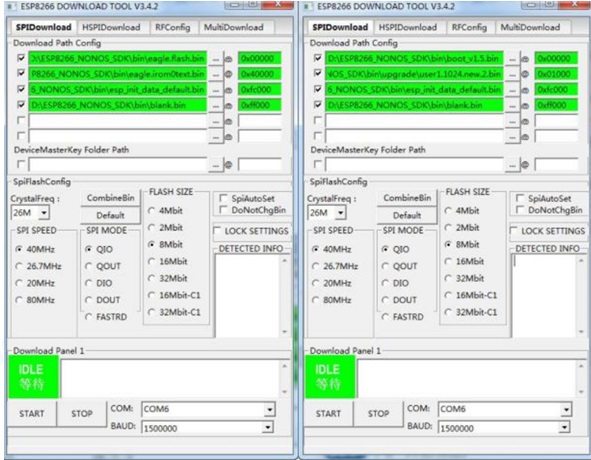 ESP8266 DOWNLOAD TOOL V3.4.2
SPIDownload HSPIDownload RFConfig MultiDownload
Download Path Config
D:\ESP8266_NONOS_SDK\bin\eagle.flash.bin ... @ 0x00000
P8266_NONOS_SDK\bin\eagle.irom0text.bin ... @ 0x40000
6_NONOS_SDK\bin\esp_init_data_default.bin ... @ 0xfc000
D:\ESP8266_NONOS_SDK\bin\blank.bin ... @ 0xff000
... @
... @
DeviceMasterKey Folder Path
... @
SpiFlashConfig
CrystalFreq :
26M
CombineBin
Default
SPI SPEED
40MHz
26.7MHz
20MHz
80MHz
SPI MODE
QIO
QOUT
DIO
DOUT
FASTRD
FLASH SIZE
4Mbit
2Mbit
8Mbit
16Mbit
32Mbit
16Mbit-C1
32Mbit-C1
SpiAutoSet
DoNotChgBin
LOCK SETTINGS
DETECTED INFO
Download Panel 1
IDLE
等待
START STOP
COM: COM6
BAUD: 1500000
ESP8266 DOWNLOAD TOOL V3.4.2
SPIDownload HSPIDownload RFConfig MultiDownload
Download Path Config
D:\ESP8266_NONOS_SDK\bin\boot_v1.5.bin ... @ 0x00000
IOS_SDK\bin\upgrade\user1.1024.new.2.bin ... @ 0x01000
6_NONOS_SDK\bin\esp_init_data_default.bin ... @ 0xfc000
D:\ESP8266_NONOS_SDK\bin\blank.bin ... @ 0xff000
... @
... @
DeviceMasterKey Folder Path
... @
SpiFlashConfig
CrystalFreq :
26M
CombineBin
Default
SPI SPEED
40MHz
26.7MHz
20MHz
80MHz
SPI MODE
QIO
QOUT
DIO
DOUT
FASTRD
FLASH SIZE
4Mbit
2Mbit
8Mbit
16Mbit
32Mbit
16Mbit-C1
32Mbit-C1
SpiAutoSet
DoNotChgBin
LOCK SETTINGS
DETECTED INFO
Download Panel 1
IDLE
等待
START STOP
COM: COM6
BAUD: 1500000